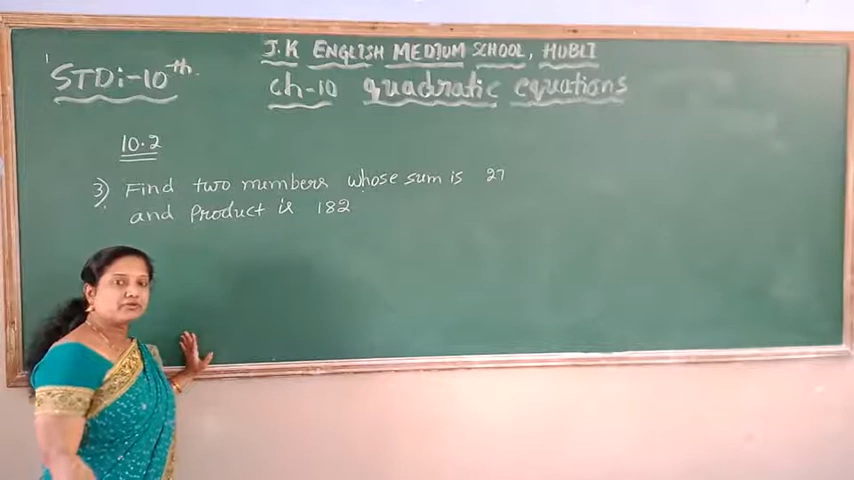 J.K ENGLISH MEDIUM SCHOOL, HUBLI
STDi-10th.
ch-10 quadratic equations
10.2
3) Find two numbers whose sum is 27
and Product is 182